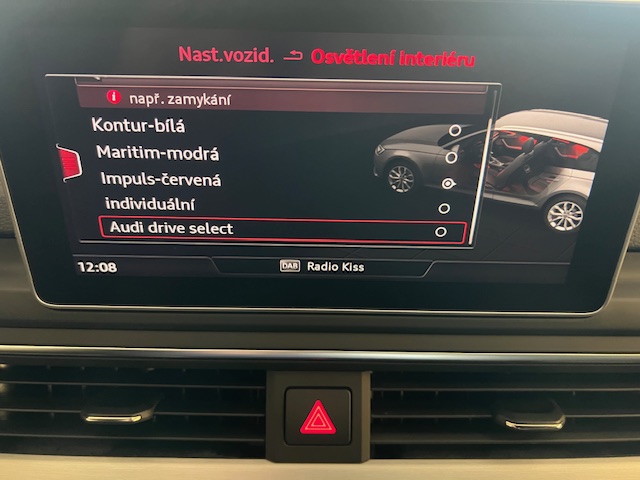 Nast.vozid. Osvětlení interiéru
i např. zamykání
Kontur-bílá
Maritim-modrá
Impuls-červená
individuální
Audi drive select
12:08 DAB Radio Kiss